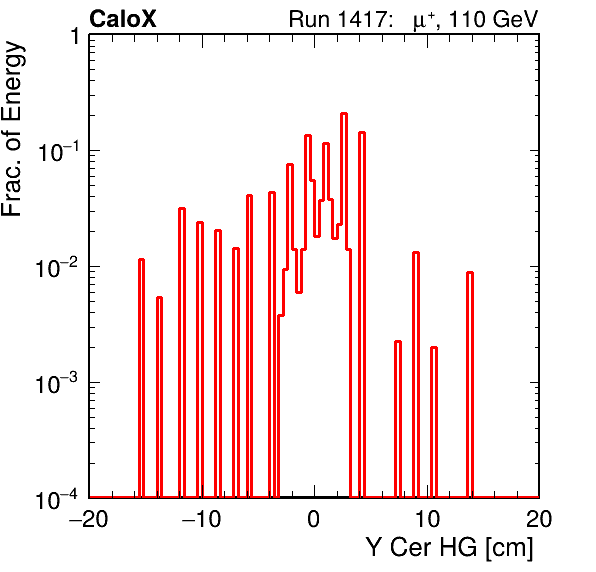 CaloX Run 1417: μ⁺, 110 GeV
Frac. of Energy
1
10⁻¹
10⁻²
10⁻³
10⁻⁴
−20 −10 0 10 20
Y Cer HG [cm]